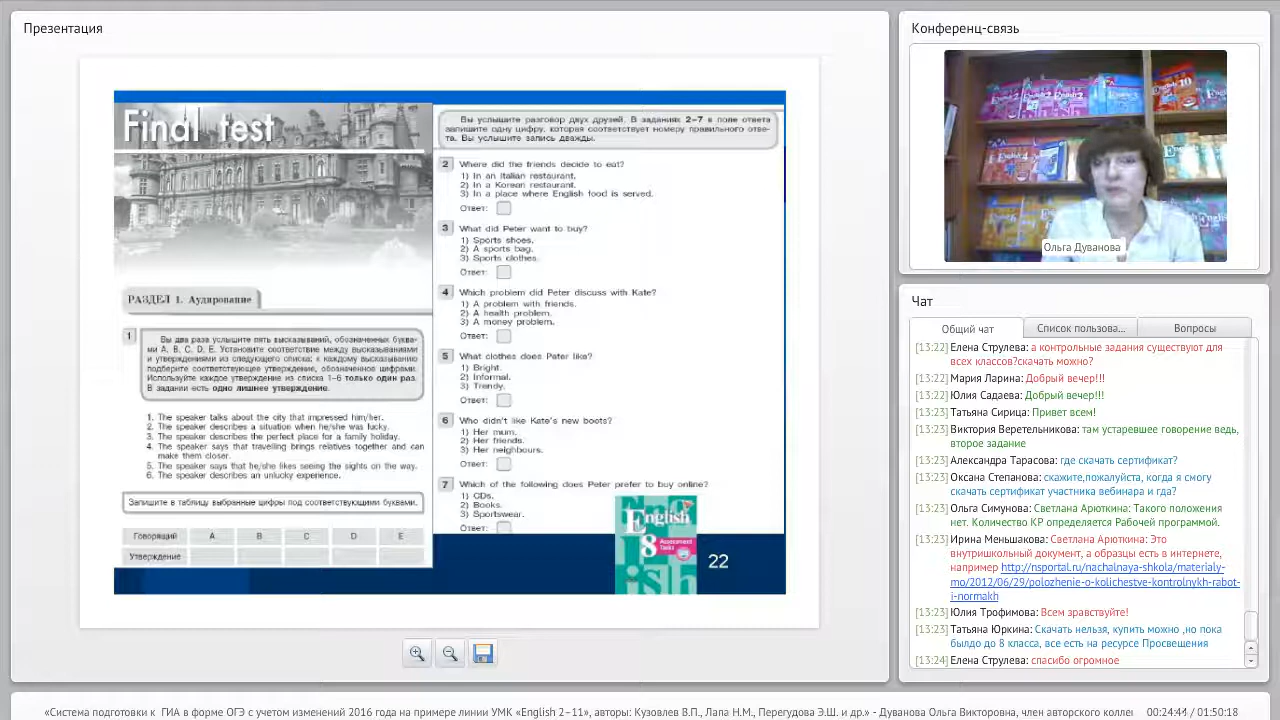 Презентация
Final test
РАЗДЕЛ 1. Аудирование
1
Вы два раза услышите пять высказываний, обозначенных буква-
ми A, B, C, D, E. Установите соответствие между высказываниями
и утверждениями из следующего списка: к каждому высказыванию
подберите соответствующее утверждение, обозначенное цифрами.
Используйте каждое утверждение из списка 1–6 только один раз.
В задании есть одно лишнее утверждение.
1. The speaker talks about the city that impressed him/her.
2. The speaker describes a situation when he/she was lucky.
3. The speaker describes the perfect place for a family holiday.
4. The speaker says that travelling brings relatives together and can
make them closer.
5. The speaker says that he/she likes seeing the sights on the way.
6. The speaker describes an unlucky experience.
Запишите в таблицу выбранные цифры под соответствующими буквами.
Говорящий A B C D E
Утверждение
Вы услышите разговор двух друзей. В заданиях 2–7 в поле ответа
запишите одну цифру, которая соответствует номеру правильного отве-
та. Вы услышите запись дважды.
2 Where did the friends decide to eat?
1) In an Italian restaurant.
2) In a Korean restaurant.
3) In a place where English food is served.
Ответ:
3 What did Peter want to buy?
1) Sports shoes.
2) A sports bag.
3) Sports clothes.
Ответ:
4 Which problem did Peter discuss with Kate?
1) A problem with friends.
2) A health problem.
3) A money problem.
Ответ:
5 What clothes does Peter like?
1) Bright.
2) Informal.
3) Trendy.
Ответ:
6 Who didn't like Kate's new boots?
1) Her mum.
2) Her friends.
3) Her neighbours.
Ответ:
7 Which of the following does Peter prefer to buy online?
1) CDs.
2) Books.
3) Sportswear.
Ответ:
English
8 Assessment
Tasks
ish
22
Конференц-связь
Ольга Дуванова
Чат
Общий чат Список пользова... Вопросы
[13:22] Елена Струлева: а контрольные задания существуют для
всех классов?скачать можно?
[13:22] Мария Ларина: Добрый вечер!!!
[13:22] Юлия Садаева: Добрый вечер!!!
[13:23] Татьяна Сирица: Привет всем!
[13:23] Виктория Веретельникова: там устаревшее говорение ведь,
второе задание
[13:23] Александра Тарасова: где скачать сертификат?
[13:23] Оксана Степанова: скажите,пожалуйста, когда я смогу
скачать сертификат участника вебинара и гда?
[13:23] Ольга Симунова: Светлана Арюткина: Такого приложения
нет. Количество КР определяется Рабочей программой.
[13:23] Ирина Меньшакова: Светлана Арюткина: Это
внутришкольный документ, а образцы есть в интернете,
например http://nsportal.ru/nachalnaya-shkola/materialy-
mo/2012/06/29/polozhenie-o-kolichestve-kontrolnykh-rabot-
i-normakh
[13:23] Юлия Трофимова: Всем зравствуйте!
[13:23] Татьяна Юркина: Скачать нельзя, купить можно ,но пока
былдо до 8 класса, все есть на ресурсе Просвещения
[13:24] Елена Струлева: спасибо огромное
«Система подготовки к ГИА в форме ОГЭ с учетом изменений 2016 года на примере линии УМК «English 2–11», авторы: Кузовлев В.П., Лапа Н.М., Перегудова Э.Ш. и др.» - Дуванова Ольга Викторовна, член авторского коллек
00:24:44 / 01:50:18